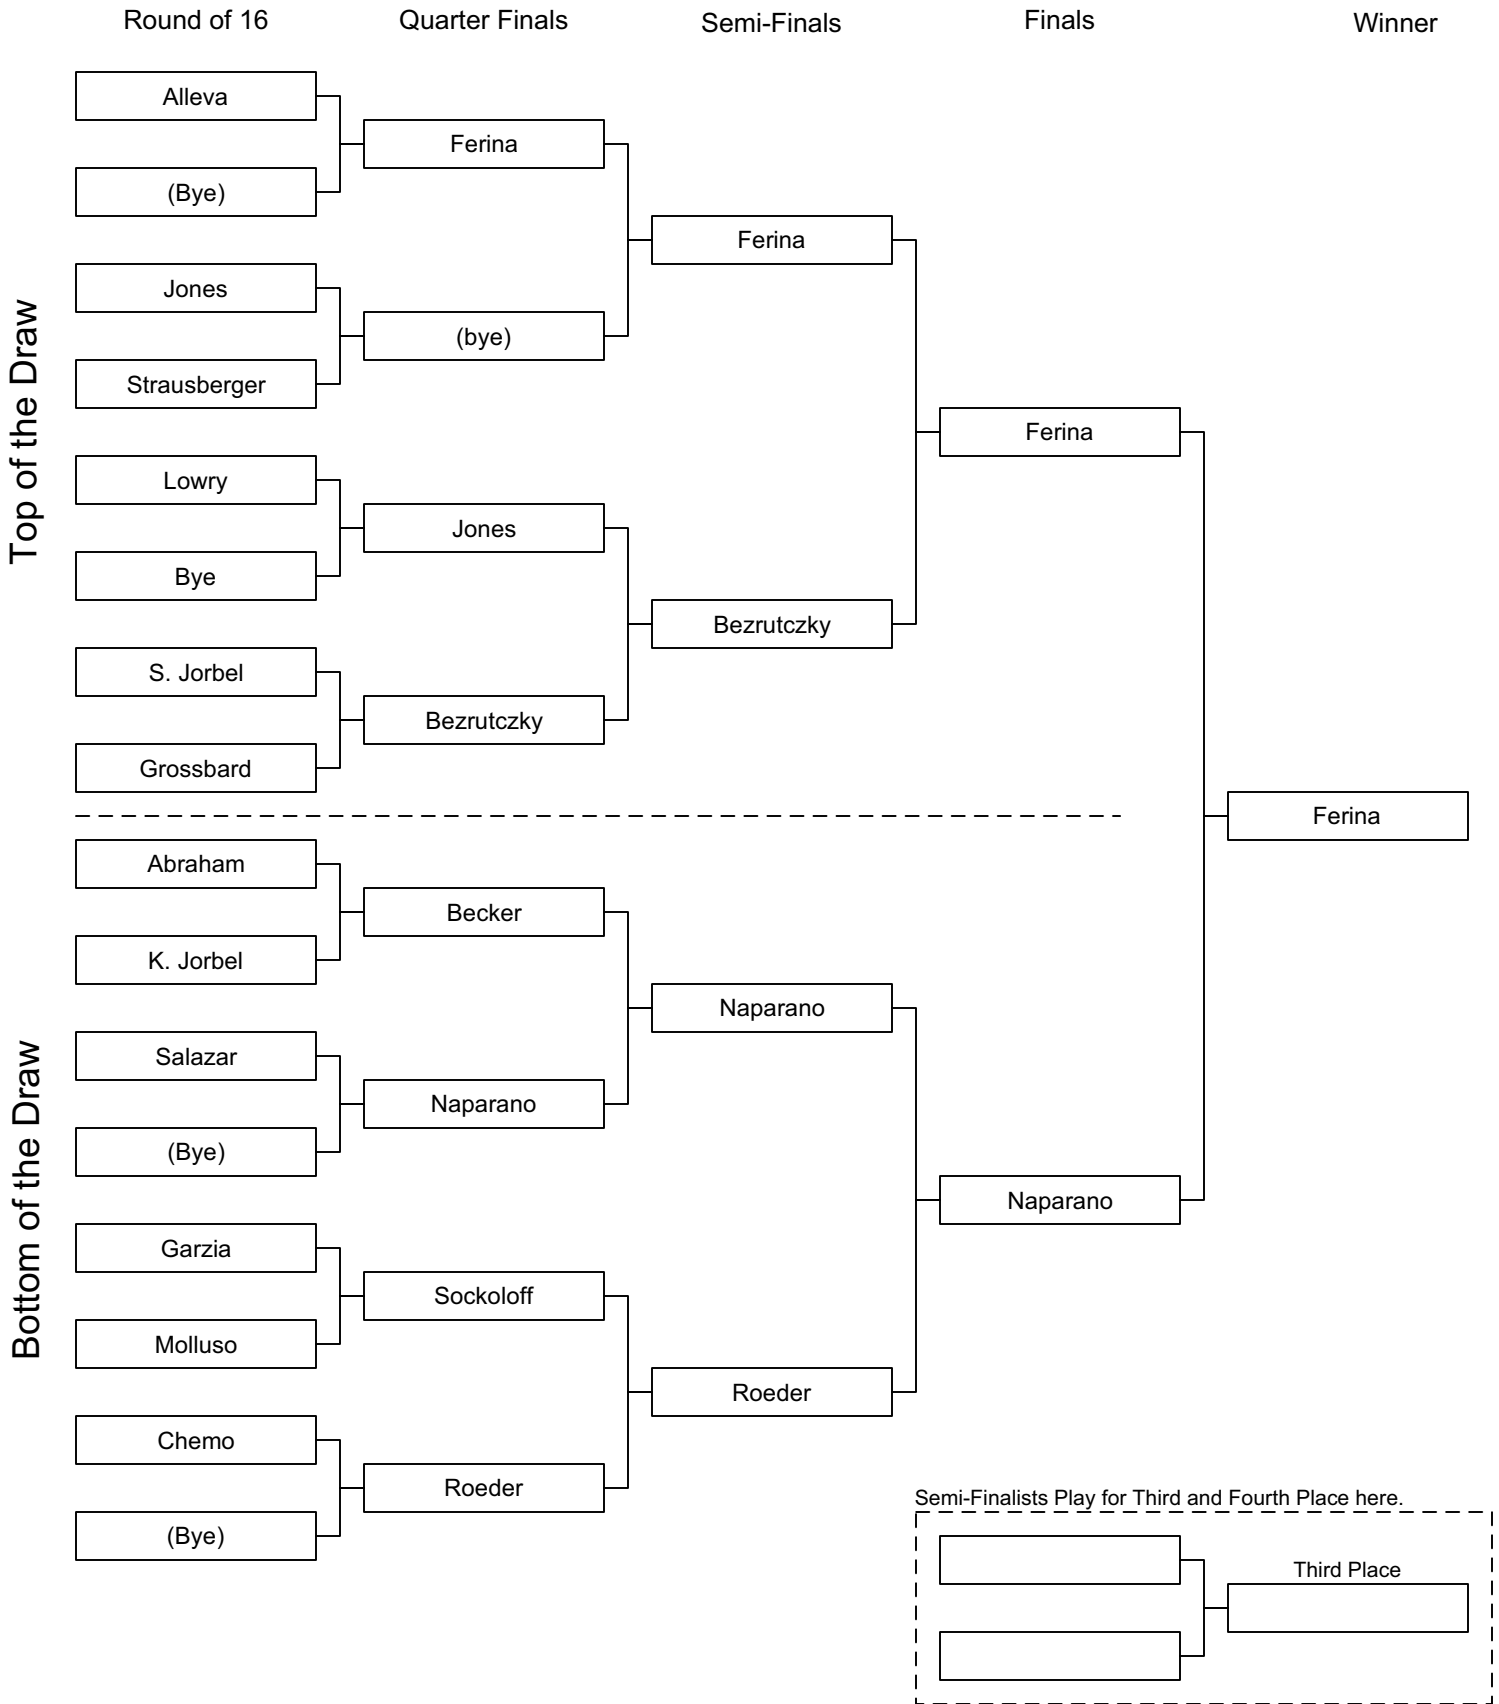 Round of 16
Quarter Finals
Semi-Finals
Finals
Winner
Top of the Draw
Alleva
(Bye)
Jones
Strausberger
Lowry
Bye
S. Jorbel
Grossbard
Ferina
(bye)
Jones
Bezrutczky
Ferina
Bezrutczky
Ferina
Ferina
Bottom of the Draw
Abraham
K. Jorbel
Salazar
(Bye)
Garzia
Molluso
Chemo
(Bye)
Becker
Naparano
Sockoloff
Roeder
Naparano
Roeder
Naparano
Semi-Finalists Play for Third and Fourth Place here.
Third Place